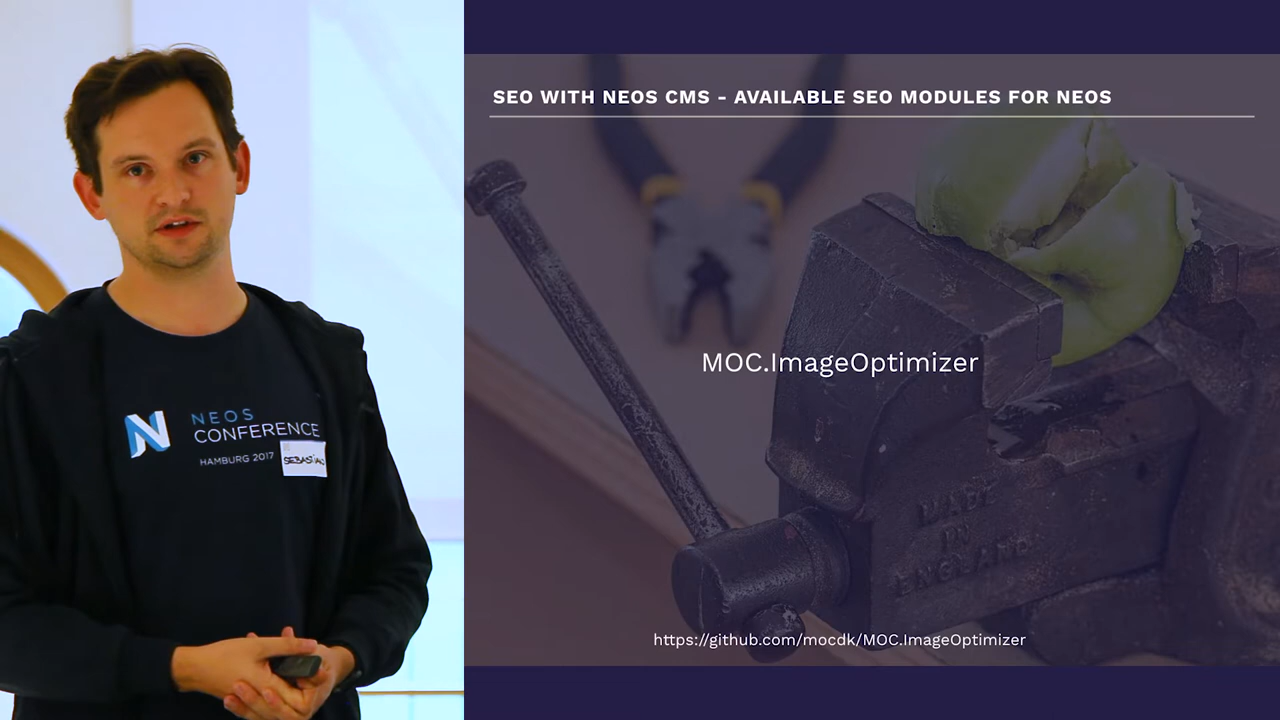 NEOS
CONFERENCE
HAMBURG 2017
SEBASTIAN
SEO WITH NEOS CMS - AVAILABLE SEO MODULES FOR NEOS
MOC.ImageOptimizer
MADE
IN
ENGLAND
https://github.com/mocdk/MOC.ImageOptimizer